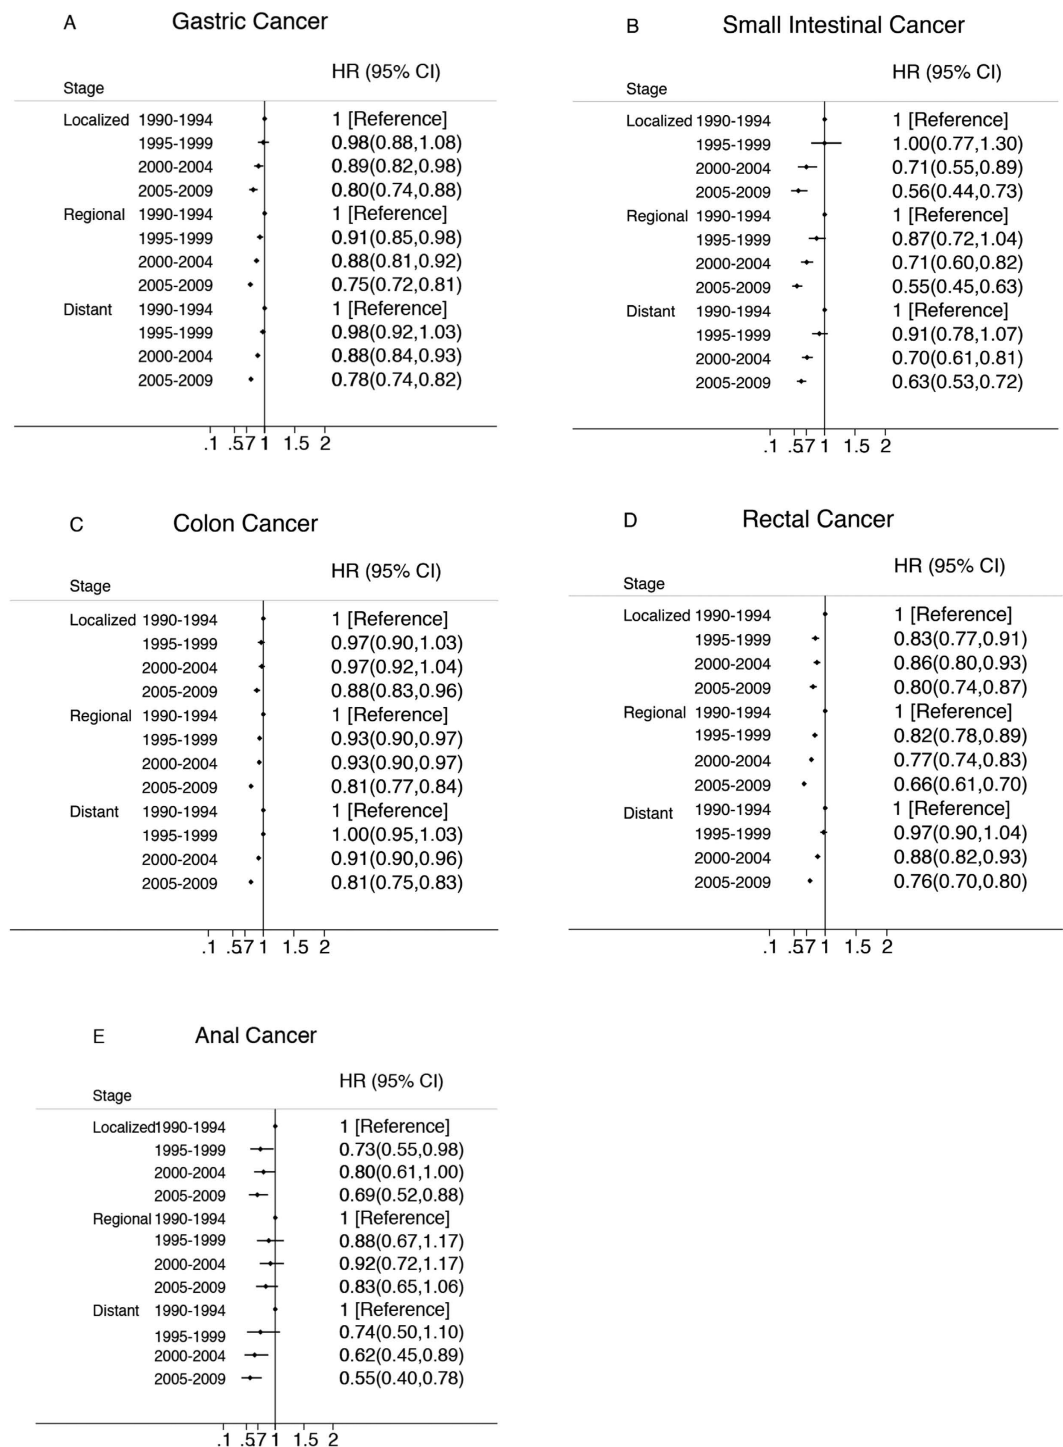 A Gastric Cancer
HR (95% CI)
Stage
Localized 1990-1994 1 [Reference]
1995-1999 0.98(0.88,1.08)
2000-2004 0.89(0.82,0.98)
2005-2009 0.80(0.74,0.88)
Regional 1990-1994 1 [Reference]
1995-1999 0.91(0.85,0.98)
2000-2004 0.88(0.81,0.92)
2005-2009 0.75(0.72,0.81)
Distant 1990-1994 1 [Reference]
1995-1999 0.98(0.92,1.03)
2000-2004 0.88(0.84,0.93)
2005-2009 0.78(0.74,0.82)
.1 .5 .7 1 1.5 2
B Small Intestinal Cancer
HR (95% CI)
Stage
Localized 1990-1994 1 [Reference]
1995-1999 1.00(0.77,1.30)
2000-2004 0.71(0.55,0.89)
2005-2009 0.56(0.44,0.73)
Regional 1990-1994 1 [Reference]
1995-1999 0.87(0.72,1.04)
2000-2004 0.71(0.60,0.82)
2005-2009 0.55(0.45,0.63)
Distant 1990-1994 1 [Reference]
1995-1999 0.91(0.78,1.07)
2000-2004 0.70(0.61,0.81)
2005-2009 0.63(0.53,0.72)
.1 .5 .7 1 1.5 2
C Colon Cancer
HR (95% CI)
Stage
Localized 1990-1994 1 [Reference]
1995-1999 0.97(0.90,1.03)
2000-2004 0.97(0.92,1.04)
2005-2009 0.88(0.83,0.96)
Regional 1990-1994 1 [Reference]
1995-1999 0.93(0.90,0.97)
2000-2004 0.93(0.90,0.97)
2005-2009 0.81(0.77,0.84)
Distant 1990-1994 1 [Reference]
1995-1999 1.00(0.95,1.03)
2000-2004 0.91(0.90,0.96)
2005-2009 0.81(0.75,0.83)
.1 .5 .7 1 1.5 2
D Rectal Cancer
HR (95% CI)
Stage
Localized 1990-1994 1 [Reference]
1995-1999 0.83(0.77,0.91)
2000-2004 0.86(0.80,0.93)
2005-2009 0.80(0.74,0.87)
Regional 1990-1994 1 [Reference]
1995-1999 0.82(0.78,0.89)
2000-2004 0.77(0.74,0.83)
2005-2009 0.66(0.61,0.70)
Distant 1990-1994 1 [Reference]
1995-1999 0.97(0.90,1.04)
2000-2004 0.88(0.82,0.93)
2005-2009 0.76(0.70,0.80)
.1 .5 .7 1 1.5 2
E Anal Cancer
HR (95% CI)
Stage
Localized 1990-1994 1 [Reference]
1995-1999 0.73(0.55,0.98)
2000-2004 0.80(0.61,1.00)
2005-2009 0.69(0.52,0.88)
Regional 1990-1994 1 [Reference]
1995-1999 0.88(0.67,1.17)
2000-2004 0.92(0.72,1.17)
2005-2009 0.83(0.65,1.06)
Distant 1990-1994 1 [Reference]
1995-1999 0.74(0.50,1.10)
2000-2004 0.62(0.45,0.89)
2005-2009 0.55(0.40,0.78)
.1 .5 .7 1 1.5 2